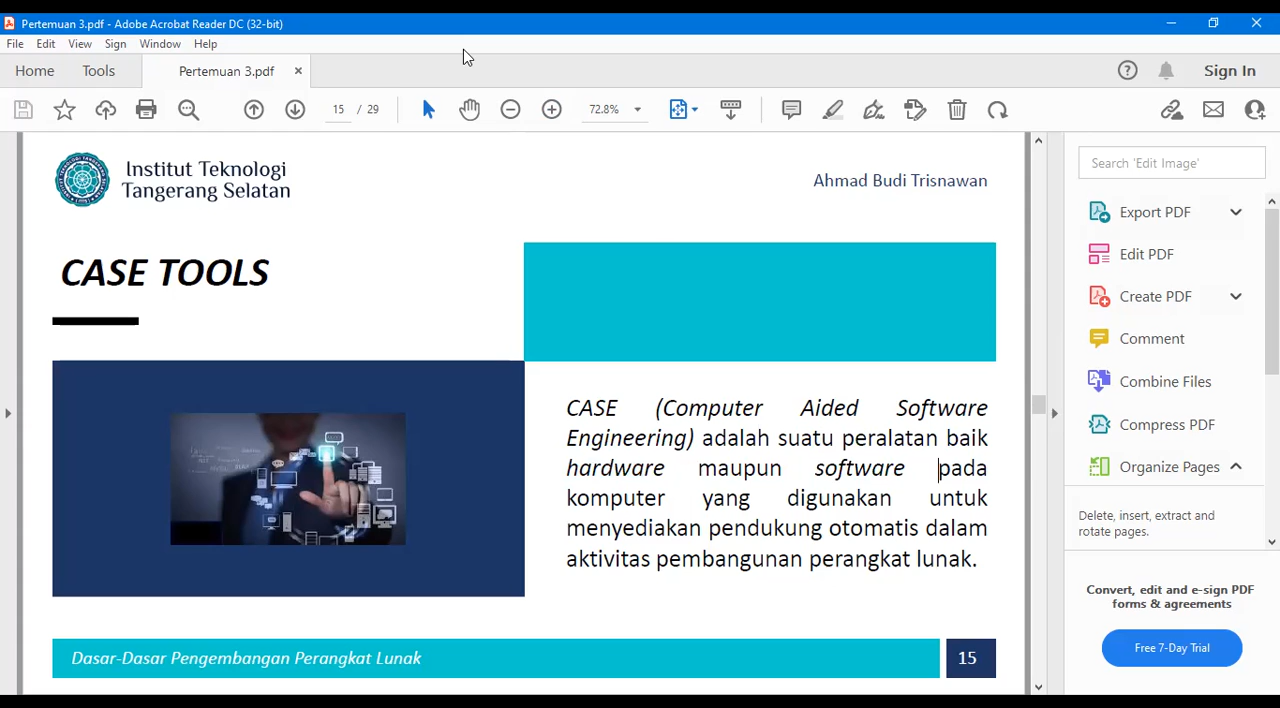 Pertemuan 3.pdf - Adobe Acrobat Reader DC (32-bit)
File Edit View Sign Window Help
Home Tools Pertemuan 3.pdf × Sign In
15 / 29 72.8%
Institut Teknologi
Tangerang Selatan
Ahmad Budi Trisnawan
CASE TOOLS
CASE (Computer Aided Software
Engineering) adalah suatu peralatan baik
hardware maupun software pada
komputer yang digunakan untuk
menyediakan pendukung otomatis dalam
aktivitas pembangunan perangkat lunak.
Dasar-Dasar Pengembangan Perangkat Lunak
15
Search 'Edit Image'
Export PDF
Edit PDF
Create PDF
Comment
Combine Files
Compress PDF
Organize Pages
Delete, insert, extract and
rotate pages.
Convert, edit and e-sign PDF
forms & agreements
Free 7-Day Trial